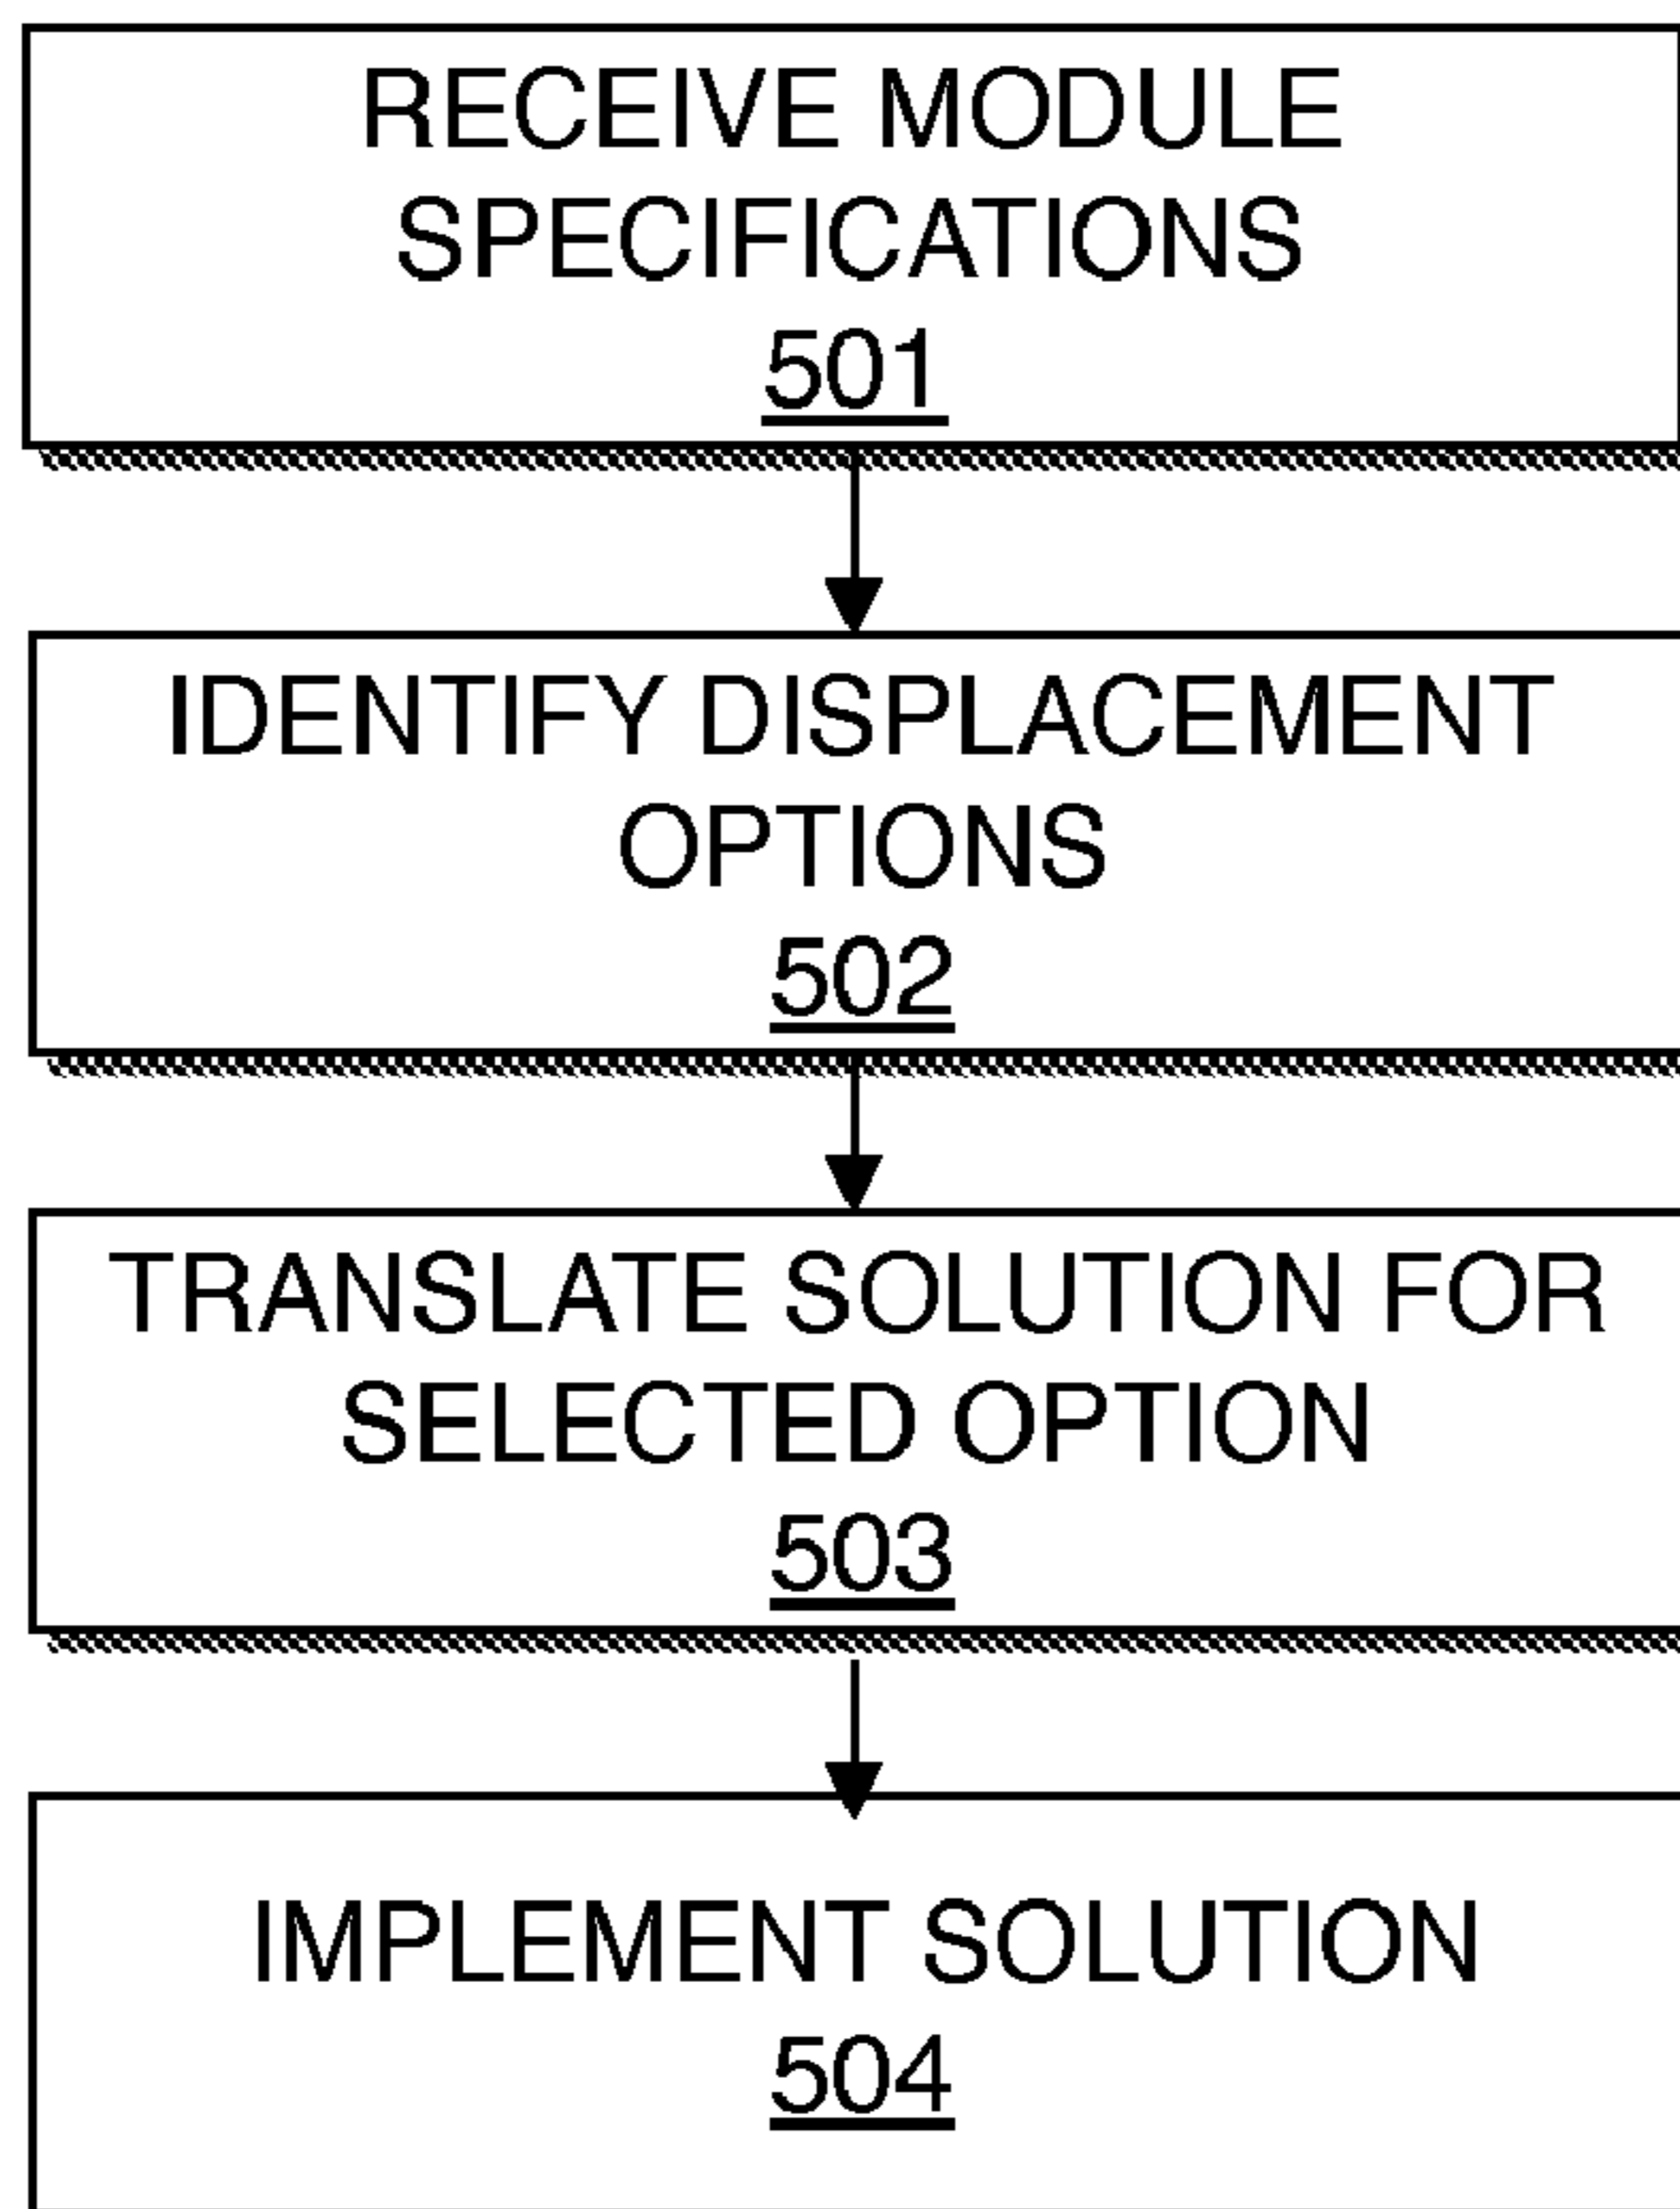 RECEIVE MODULE
SPECIFICATIONS
501
IDENTIFY DISPLACEMENT
OPTIONS
502
TRANSLATE SOLUTION FOR
SELECTED OPTION
503
IMPLEMENT SOLUTION
504